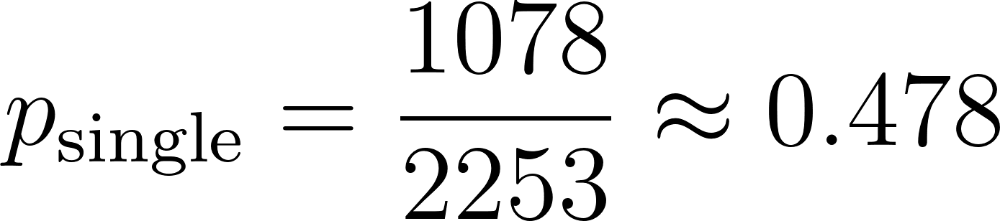 p_single = 1078/2253 ≈ 0.478